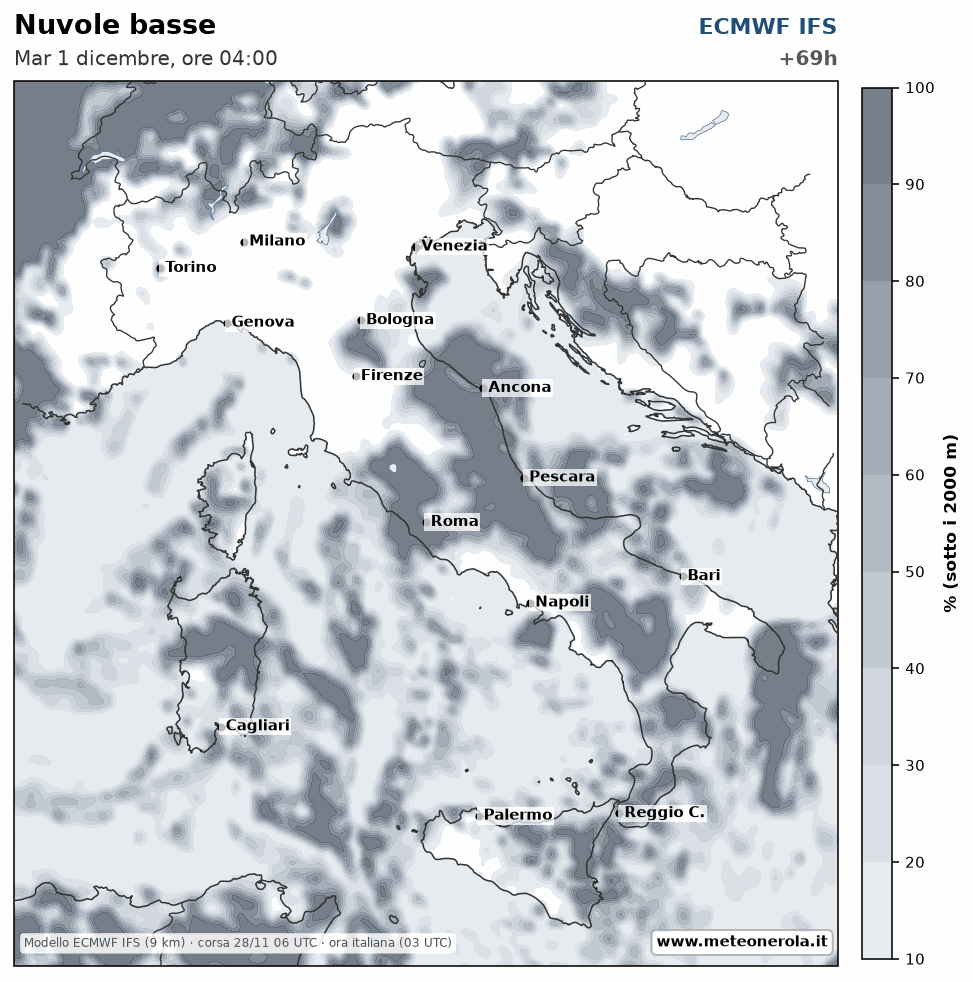 Nuvole basse
ECMWF IFS
Mar 1 dicembre, ore 04:00
+69h
Milano
Venezia
Torino
Genova
Bologna
Firenze
Ancona
Pescara
Roma
Bari
Napoli
Cagliari
Palermo
Reggio C.
100
90
80
70
60
50
40
30
20
10
% (sotto i 2000 m)
Modello ECMWF IFS (9 km) · corsa 28/11 06 UTC · ora italiana (03 UTC)
www.meteonerola.it